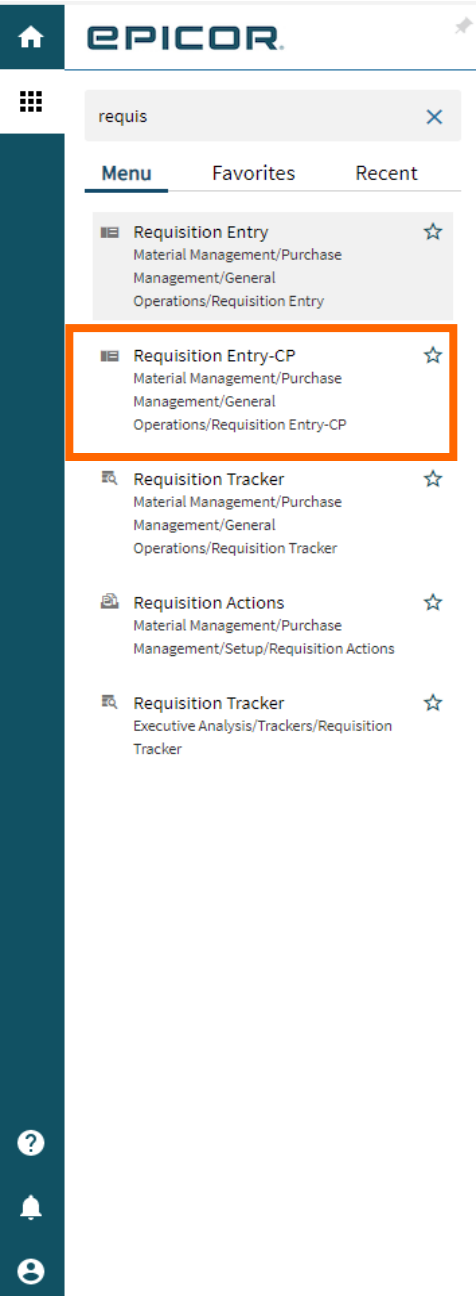 EPICOR.
requis
Menu Favorites Recent
Requisition Entry
Material Management/Purchase
Management/General
Operations/Requisition Entry
Requisition Entry-CP
Material Management/Purchase
Management/General
Operations/Requisition Entry-CP
Requisition Tracker
Material Management/Purchase
Management/General
Operations/Requisition Tracker
Requisition Actions
Material Management/Purchase
Management/Setup/Requisition Actions
Requisition Tracker
Executive Analysis/Trackers/Requisition
Tracker